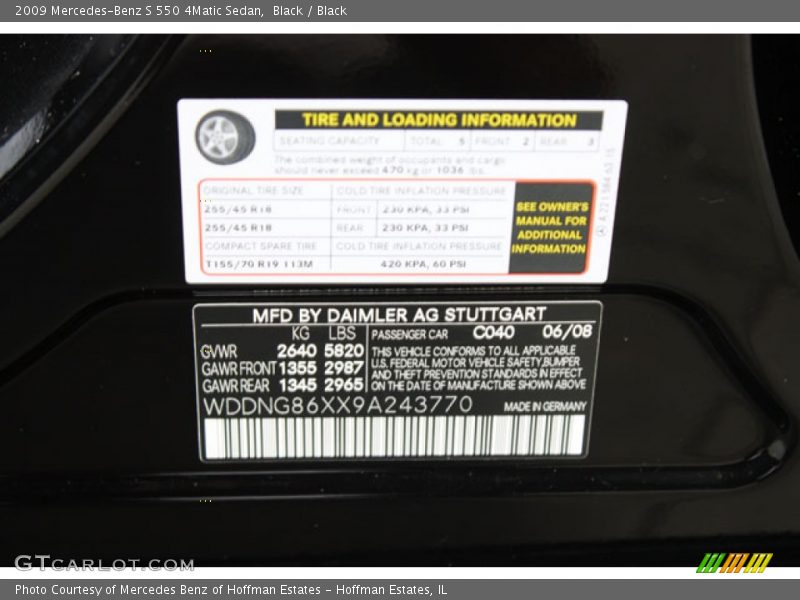 2009 Mercedes-Benz S 550 4Matic Sedan, Black / Black
TIRE AND LOADING INFORMATION
SEATING CAPACITY TOTAL 5 FRONT 2 REAR 3
The combined weight of occupants and cargo
should never exceed 470 kg or 1036 lbs.
ORIGINAL TIRE SIZE COLD TIRE INFLATION PRESSURE
255/45 R18 FRONT 230 KPA, 33 PSI
255/45 R18 REAR 230 KPA, 33 PSI
COMPACT SPARE TIRE COLD TIRE INFLATION PRESSURE
T155/70 R19 113M 420 KPA, 60 PSI
SEE OWNER'S
MANUAL FOR
ADDITIONAL
INFORMATION
MFD BY DAIMLER AG STUTTGART
KG LBS PASSENGER CAR C040 06/08
GVWR 2640 5820
GAWR FRONT 1355 2987
GAWR REAR 1345 2965
THIS VEHICLE CONFORMS TO ALL APPLICABLE
U.S. FEDERAL MOTOR VEHICLE SAFETY, BUMPER
AND THEFT PREVENTION STANDARDS IN EFFECT
ON THE DATE OF MANUFACTURE SHOWN ABOVE
WDDNG86XX9A243770 MADE IN GERMANY
GTCARLOT.COM
Photo Courtesy of Mercedes Benz of Hoffman Estates - Hoffman Estates, IL